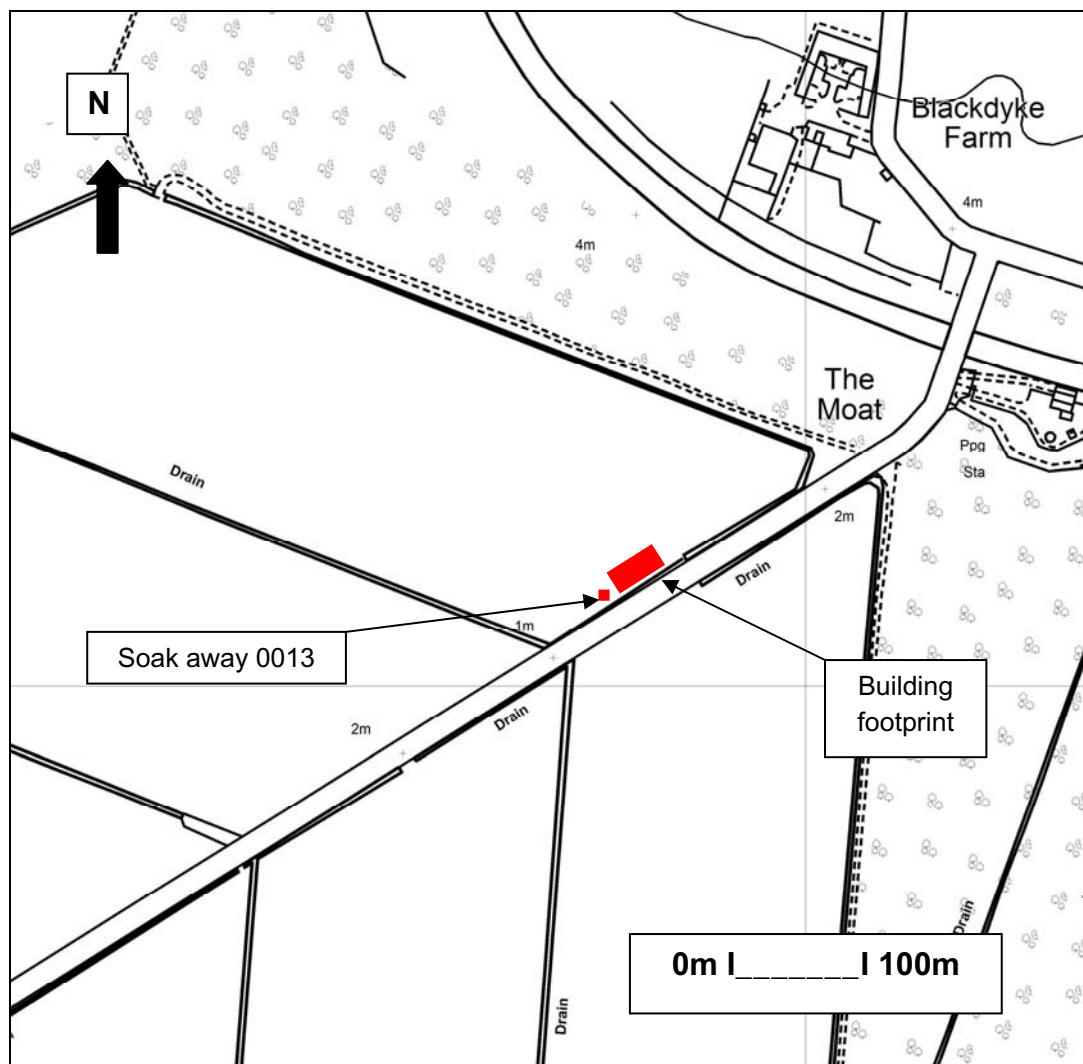 N
Blackdyke
Farm
4m
4m
The
Moat
Ppg
Sta
Drain
2m
Drain
1m
Soak away 0013
Building
footprint
Drain
2m
Drain
0m I_______I 100m
Drain